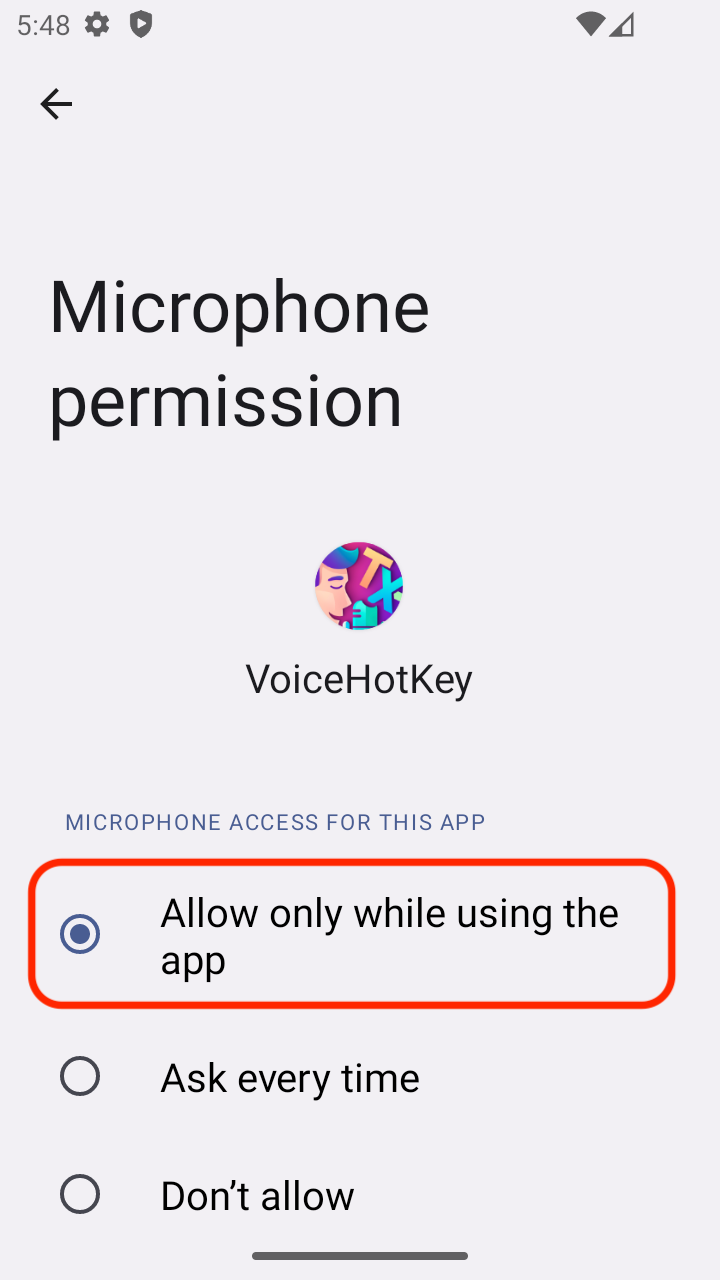 5:48
Microphone
permission
VoiceHotKey
MICROPHONE ACCESS FOR THIS APP
Allow only while using the
app
Ask every time
Don’t allow